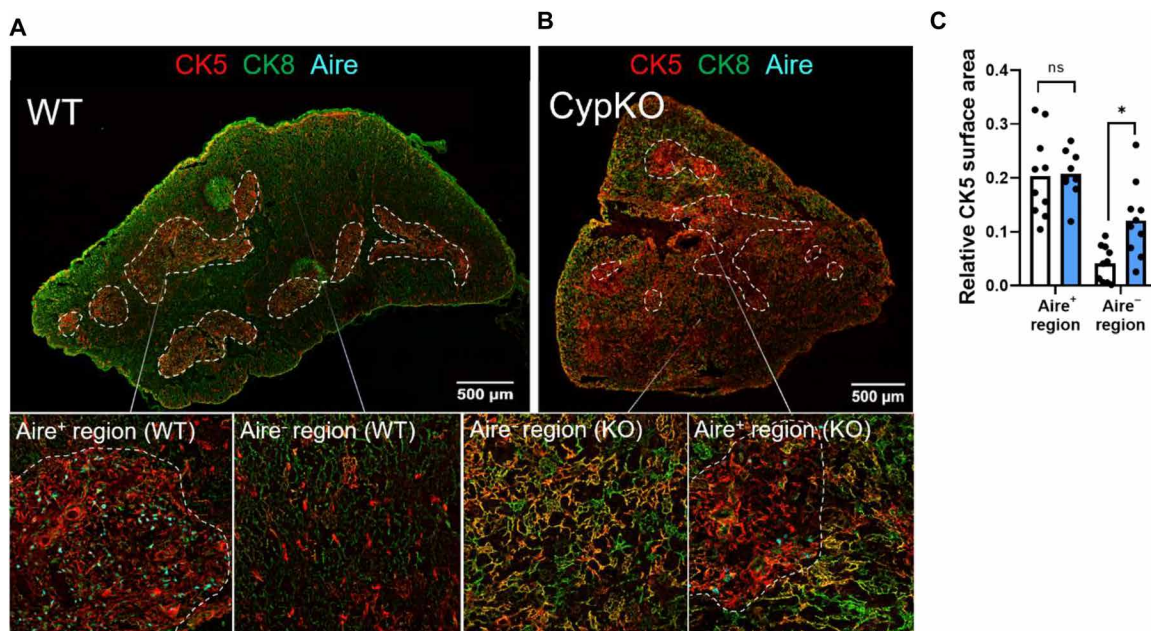 A
CK5 CK8 Aire
WT
500 µm
Aire+ region (WT)
Aire- region (WT)
B
CK5 CK8 Aire
CypKO
500 µm
Aire- region (KO)
Aire+ region (KO)
C
Relative CK5 surface area
0.4
0.3
0.2
0.1
0.0
ns
*
Aire+
region
Aire−
region